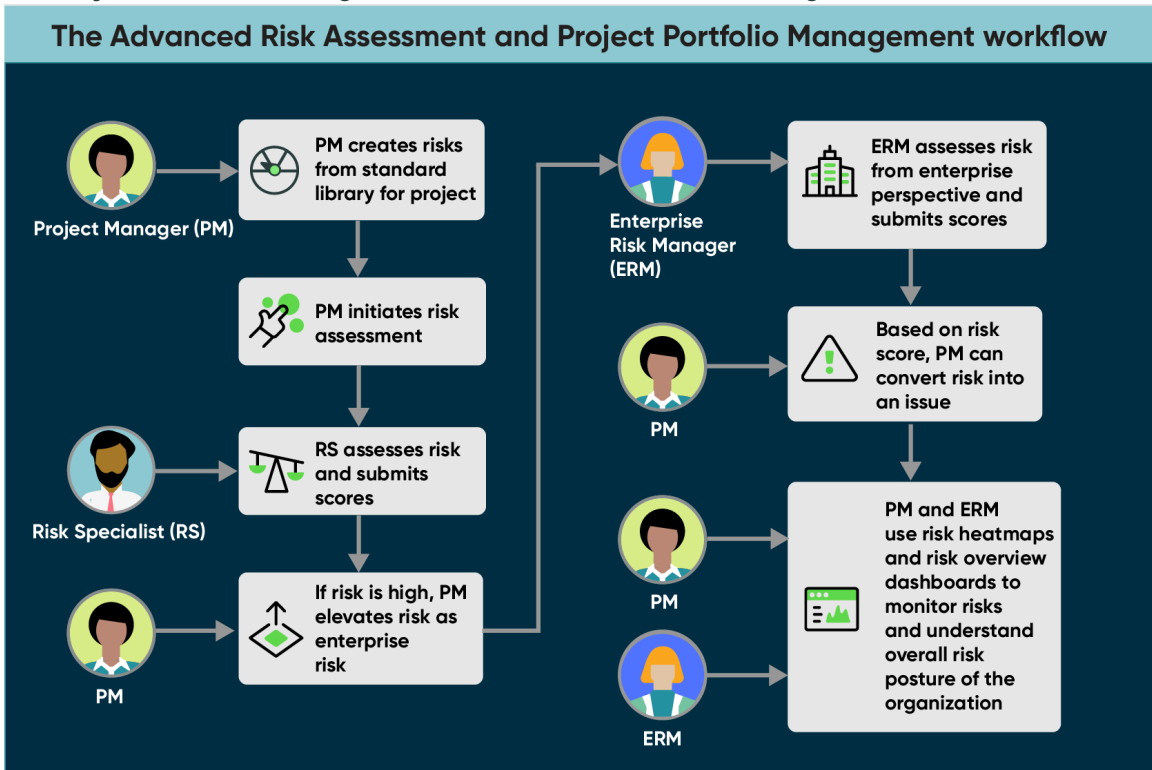 The Advanced Risk Assessment and Project Portfolio Management workflow
Project Manager (PM)
PM creates risks
from standard
library for project
PM initiates risk
assessment
Risk Specialist (RS)
RS assesses risk
and submits
scores
PM
If risk is high, PM
elevates risk as
enterprise
risk
Enterprise
Risk Manager
(ERM)
ERM assesses risk
from enterprise
perspective and
submits scores
PM
Based on risk
score, PM can
convert risk into
an issue
PM
ERM
PM and ERM
use risk heatmaps
and risk overview
dashboards to
monitor risks
and understand
overall risk
posture of the
organization